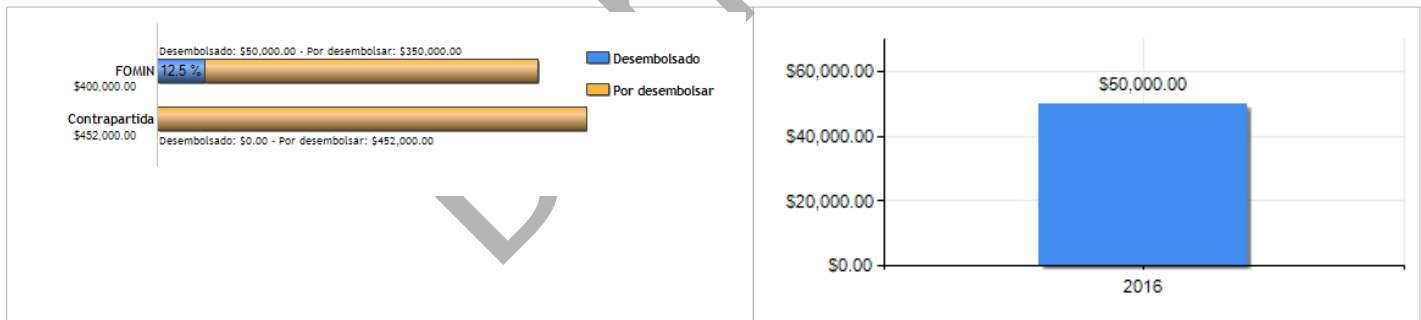 Desembolsado: $50,000.00 - Por desembolsar: $350,000.00
FOMIN 12.5 %
$400,000.00
Contrapartida
$452,000.00
Desembolsado: $0.00 - Por desembolsar: $452,000.00
Desembolsado
Por desembolsar
$60,000.00
$50,000.00
$40,000.00
$20,000.00
$0.00
2016